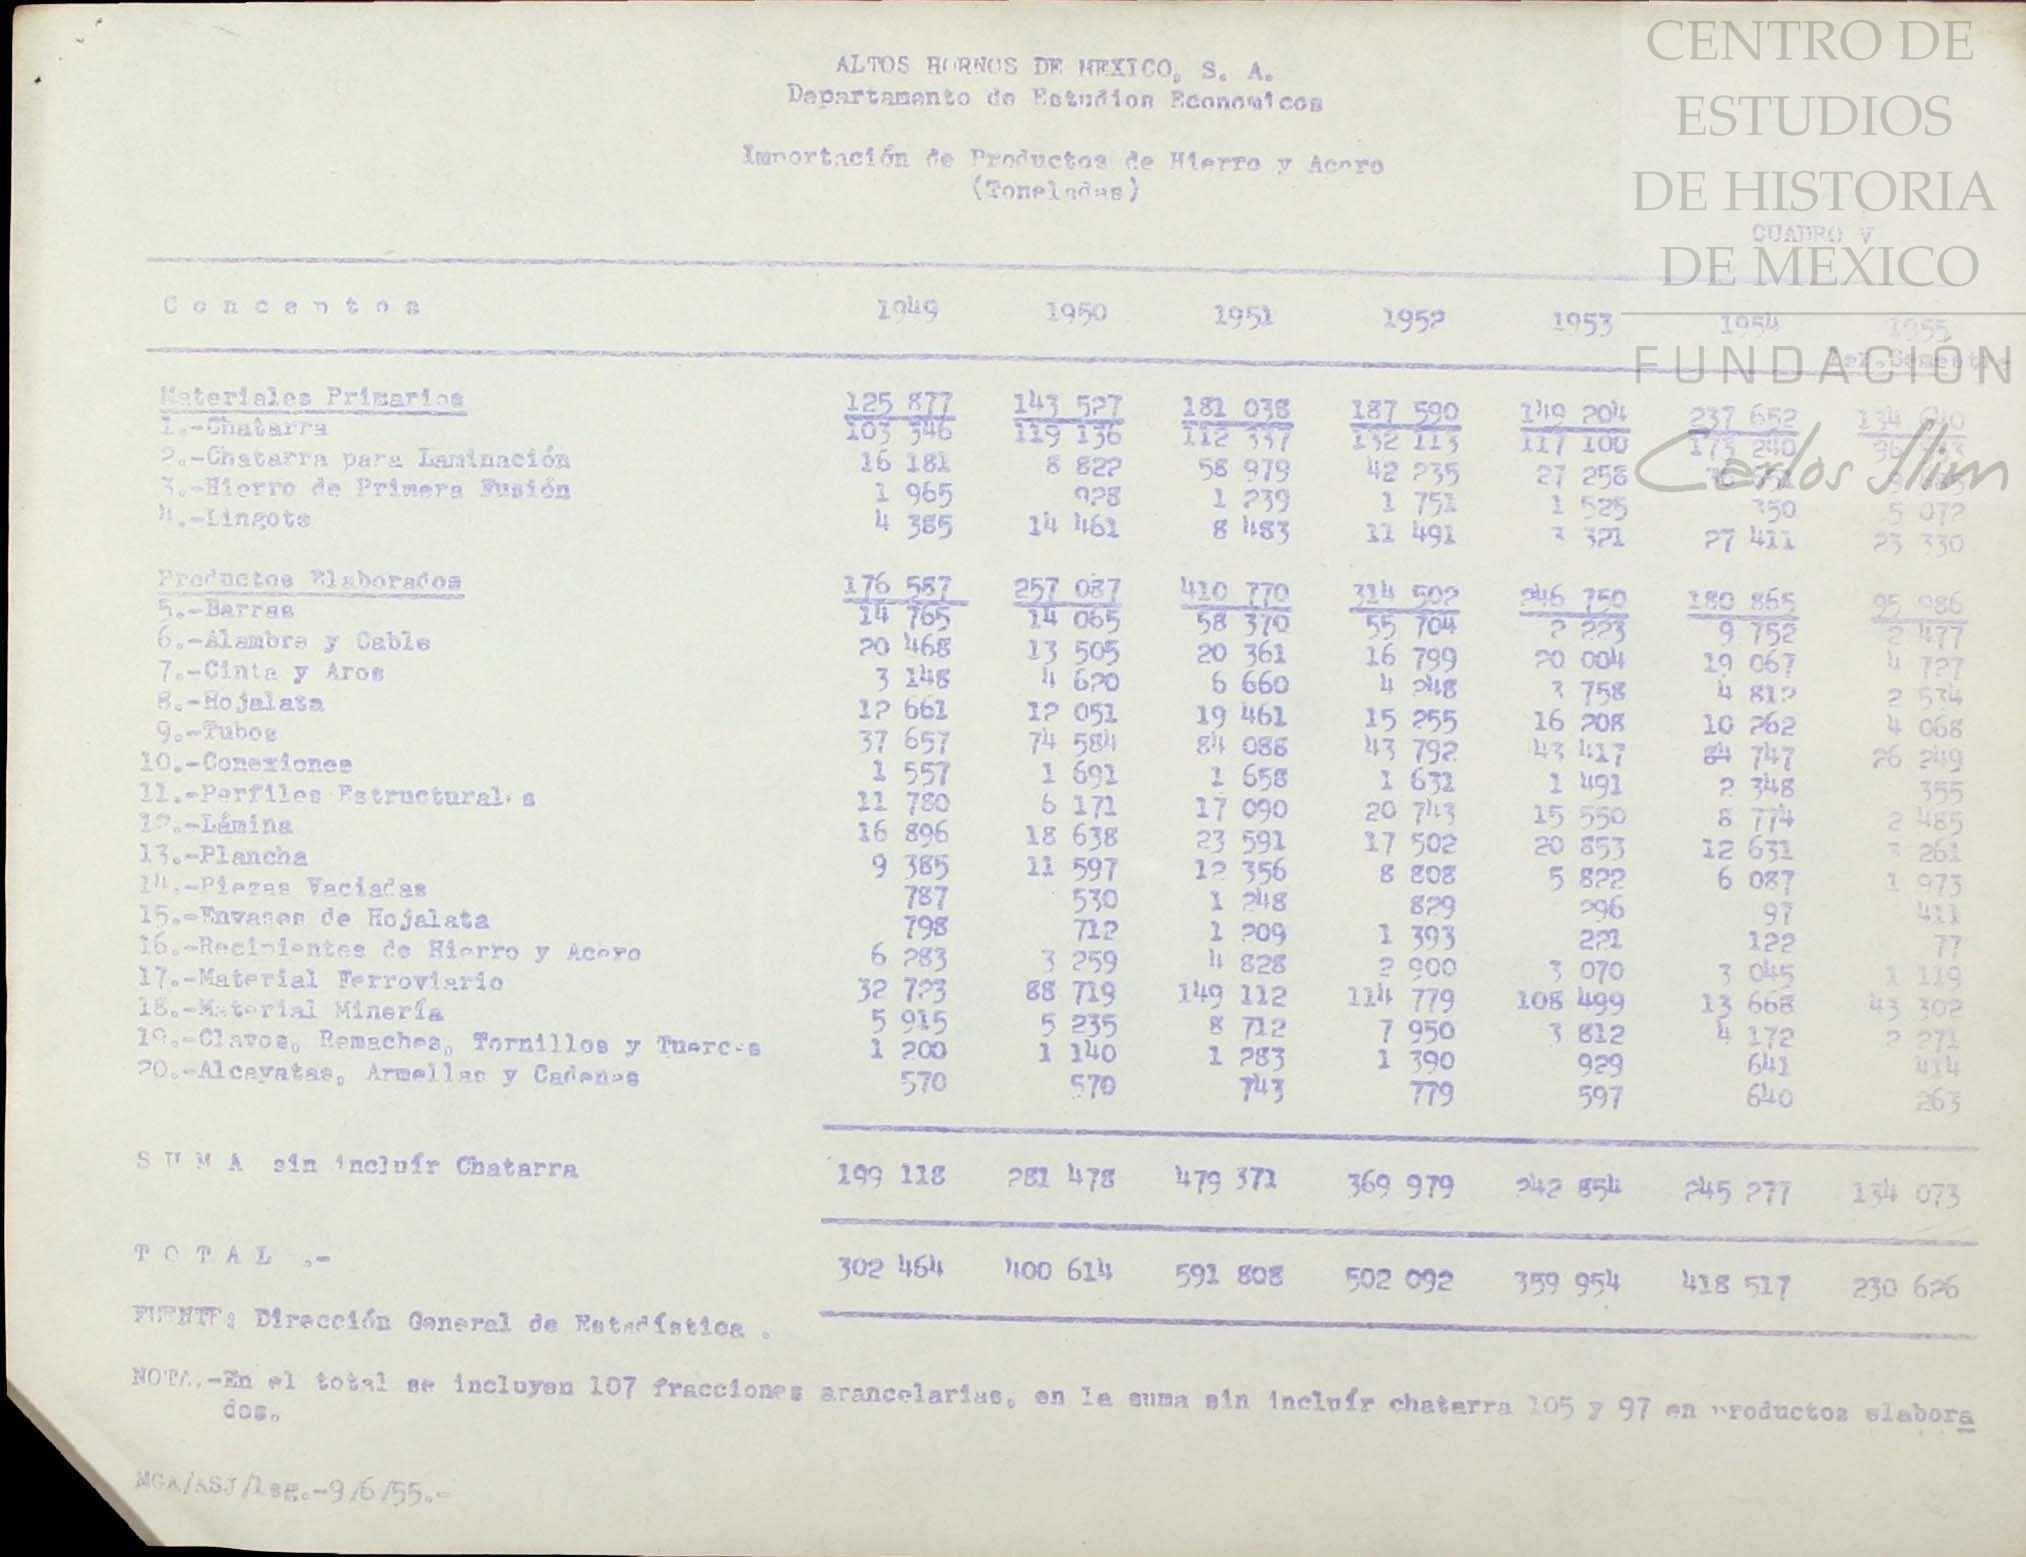 CENTRO DE
ESTUDIOS
DE HISTORIA
DE MEXICO
FUNDACIÓN
Carlos Slim
ALTOS HORNOS DE MEXICO, S. A.
Departamento de Estudios Economicos
Importación de Productos de Hierro y Acero
(Toneladas)
CUADRO V
C o n c e p t o s 1949 1950 1951 1952 1953 1954 1955
1er. Semestre
Materiales Primarios 125 877 143 527 181 038 187 590 149 204 237 652 134 640
1.-Chatarra 103 346 119 136 112 337 132 113 117 100 173 240 96
2.-Chatarra para Laminación 16 181 8 822 58 979 42 235 27 258
3.-Hierro de Primera Fusión 1 965 928 1 239 1 751 1 525 350 5 072
4.-Lingote 4 385 14 461 8 483 11 491 3 321 27 411 23 330
Productos Elaborados 176 587 257 087 410 770 314 502 246 750 180 865 95 986
5.-Barras 14 765 14 065 58 370 55 704 2 223 9 752 2 477
6.-Alambre y Cable 20 468 13 505 20 361 16 799 20 004 19 067 4 727
7.-Cinta y Aros 3 148 4 620 6 660 4 248 3 758 4 812 2 534
8.-Hojalata 12 661 12 051 19 461 15 255 16 208 10 262 4 068
9.-Tubos 37 657 74 584 84 088 43 792 43 417 84 747 26 249
10.-Conexiones 1 557 1 691 1 658 1 631 1 491 2 348 355
11.-Perfiles Estructurales 11 780 6 171 17 090 20 743 15 550 8 774 2 485
12.-Lámina 16 896 18 638 23 591 17 502 20 853 12 631 3 261
13.-Plancha 9 385 11 597 12 356 8 808 5 822 6 087 1 973
14.-Piezas Vaciadas 787 530 1 248 829 296 97 411
15.-Envases de Hojalata 798 712 1 209 1 393 221 122 77
16.-Recipientes de Hierro y Acero 6 283 3 259 4 828 2 900 3 070 3 045 1 119
17.-Material Ferroviario 32 723 88 719 149 112 114 779 108 499 13 668 43 302
18.-Material Minería 5 915 5 235 8 712 7 950 3 812 4 172 2 271
19.-Clavos, Remaches, Tornillos y Tuercas 1 200 1 140 1 283 1 390 929 641 414
20.-Alcayatas, Armellas y Cadenas 570 570 743 779 597 640 263
S U M A sin incluír Chatarra 199 118 281 478 479 371 369 979 242 854 245 277 134 073
T O T A L .- 302 464 400 614 591 808 502 092 359 954 418 517 230 626
FUENTE: Dirección General de Estadística .
NOTA.-En el total se incluyen 107 fracciones arancelarias, en la suma sin incluír chatarra 105 y 97 en productos elabora
dos.
MGA/ASJ/lsg.-9/6/55.-